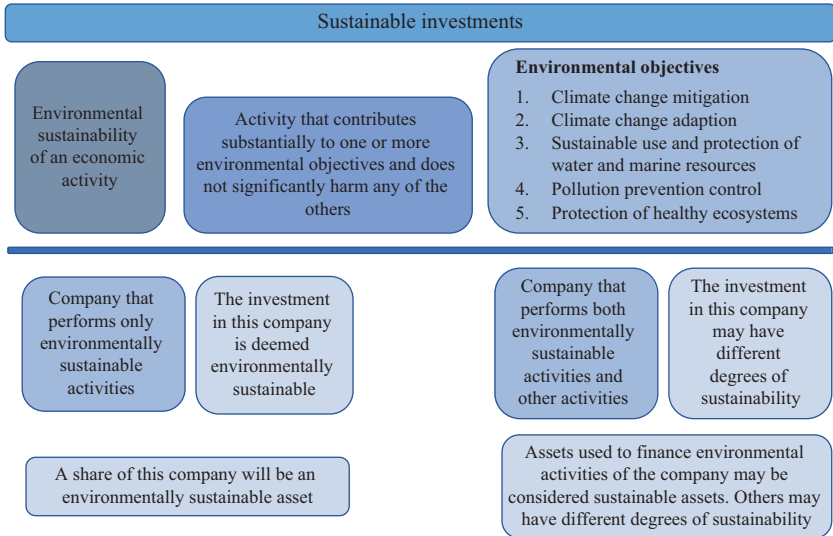 Sustainable investments
Environmental
sustainability
of an economic
activity
Activity that contributes
substantially to one or more
environmental objectives and does
not significantly harm any of the
others
Environmental objectives
1. Climate change mitigation
2. Climate change adaption
3. Sustainable use and protection of
water and marine resources
4. Pollution prevention control
5. Protection of healthy ecosystems
Company that
performs only
environmentally
sustainable
activities
The investment
in this company
is deemed
environmentally
sustainable
Company that
performs both
environmentally
sustainable
activities and
other activities
The investment
in this company
may have
different
degrees of
sustainability
A share of this company will be an
environmentally sustainable asset
Assets used to finance environmental
activities of the company may be
considered sustainable assets. Others may
have different degrees of sustainability